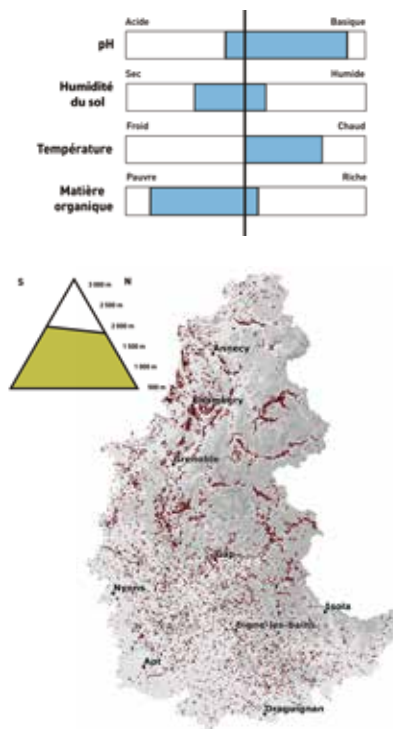 Acide Basique
pH
Sec Humide
Humidité
du sol
Froid Chaud
Température
Pauvre Riche
Matière
organique
S N
3 000 m
2 500 m
2 000 m
1 500 m
1 000 m
500 m
Annecy
Chambéry
Grenoble
Gap
Nyons
Isola
Digne-les-bains
Apt
Draguignan